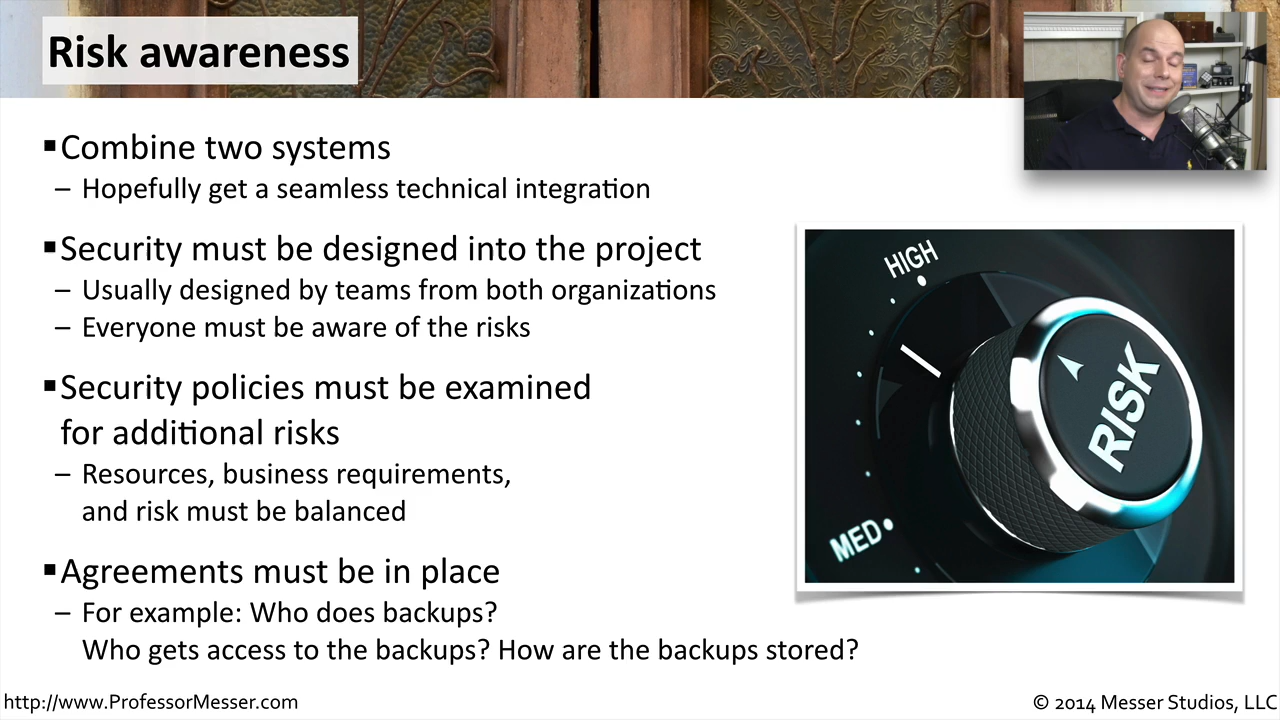 Risk awareness
▪Combine two systems
– Hopefully get a seamless technical integration
▪Security must be designed into the project
– Usually designed by teams from both organizations
– Everyone must be aware of the risks
▪Security policies must be examined
for additional risks
– Resources, business requirements,
and risk must be balanced
▪Agreements must be in place
– For example: Who does backups?
Who gets access to the backups? How are the backups stored?
HIGH
RISK
MED
http://www.ProfessorMesser.com
© 2014 Messer Studios, LLC